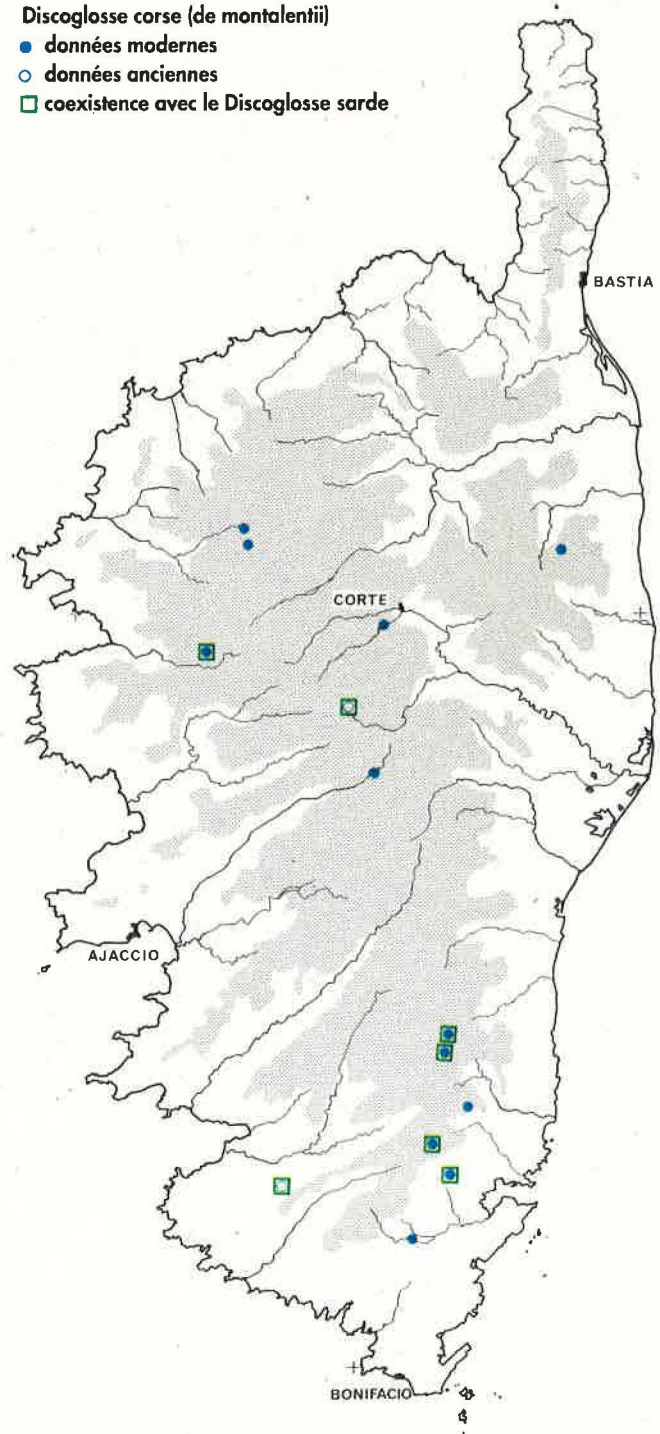 Discoglosse corse (de montalentii)
données modernes
données anciennes
coexistence avec le Discoglosse sarde
BASTIA
CORTE
AJACCIO
BONIFACIO